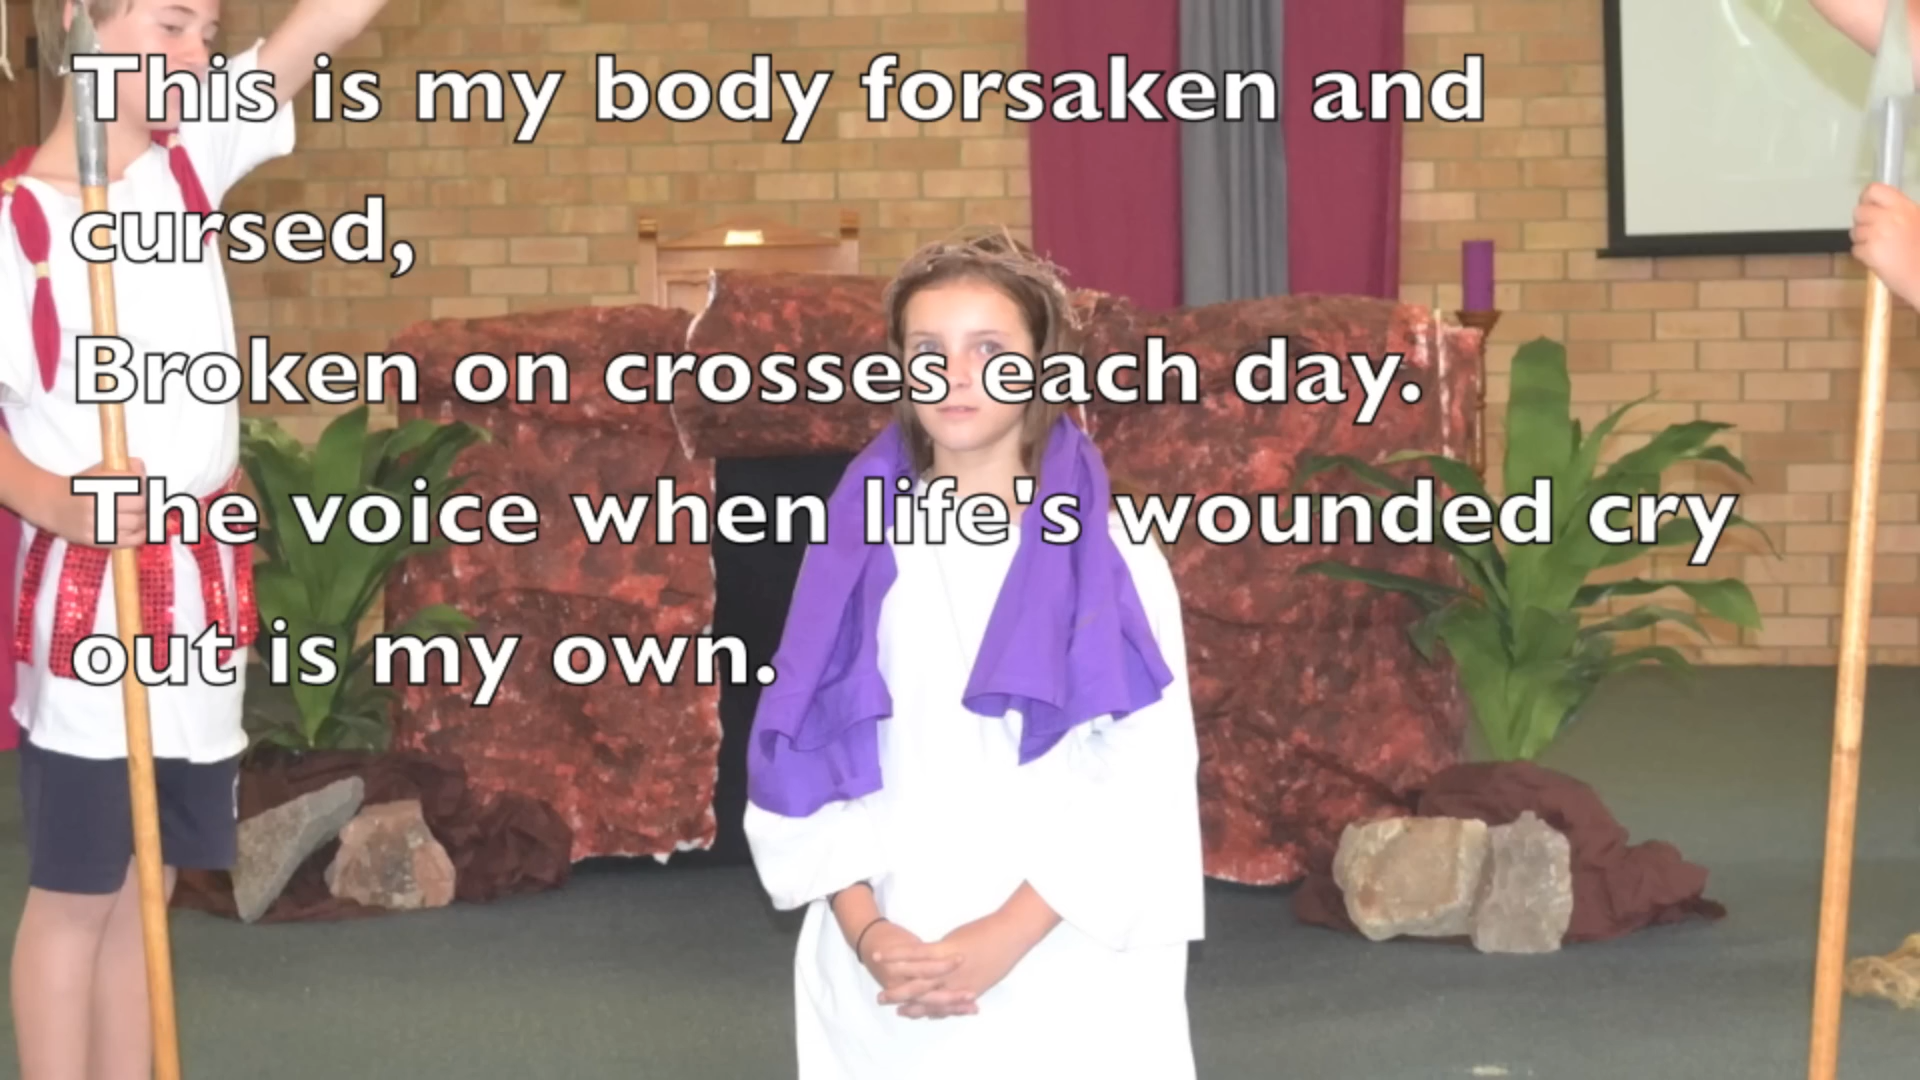 This is my body forsaken and
cursed,
Broken on crosses each day.
The voice when life's wounded cry
out is my own.